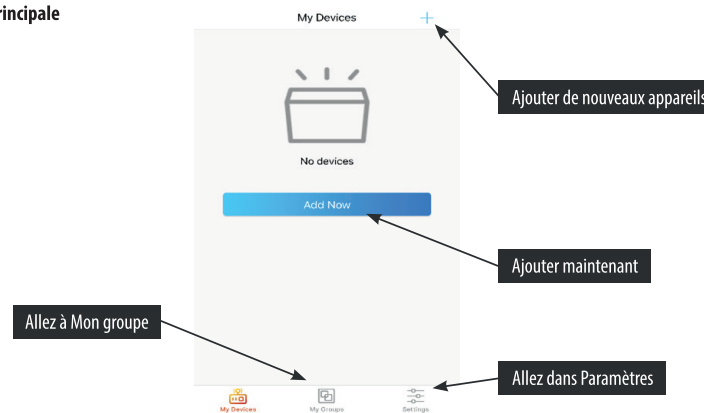 rincipale
My Devices
Ajouter de nouveaux appareils
No devices
Add Now
Ajouter maintenant
Allez à Mon groupe
Allez dans Paramètres
My Devices
My Groups
Settings